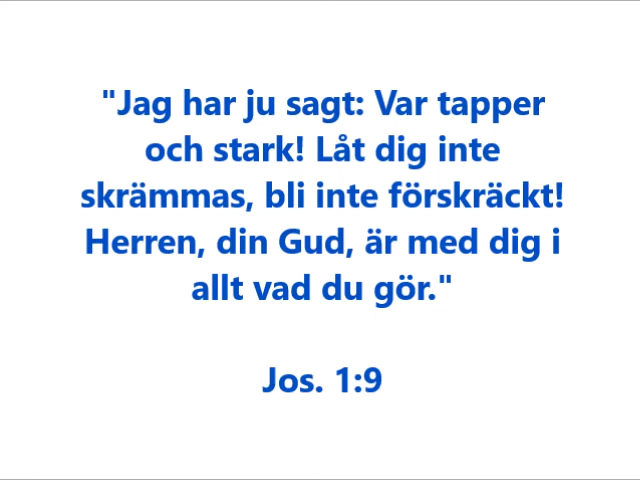 "Jag har ju sagt: Var tapper
och stark! Låt dig inte
skrämmas, bli inte förskräckt!
Herren, din Gud, är med dig i
allt vad du gör."
Jos. 1:9